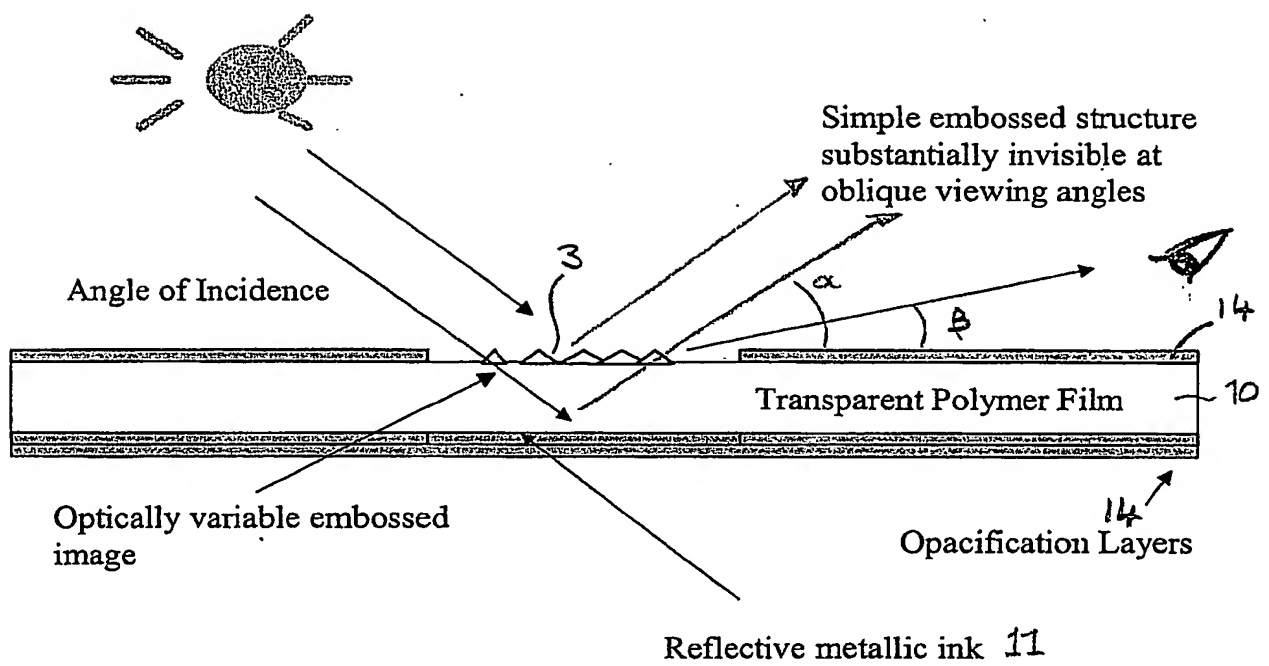 Simple embossed structure
substantially invisible at
oblique viewing angles
3
α
Angle of Incidence
β
14
Transparent Polymer Film
10
Optically variable embossed
image
14
Opacification Layers
Reflective metallic ink 11